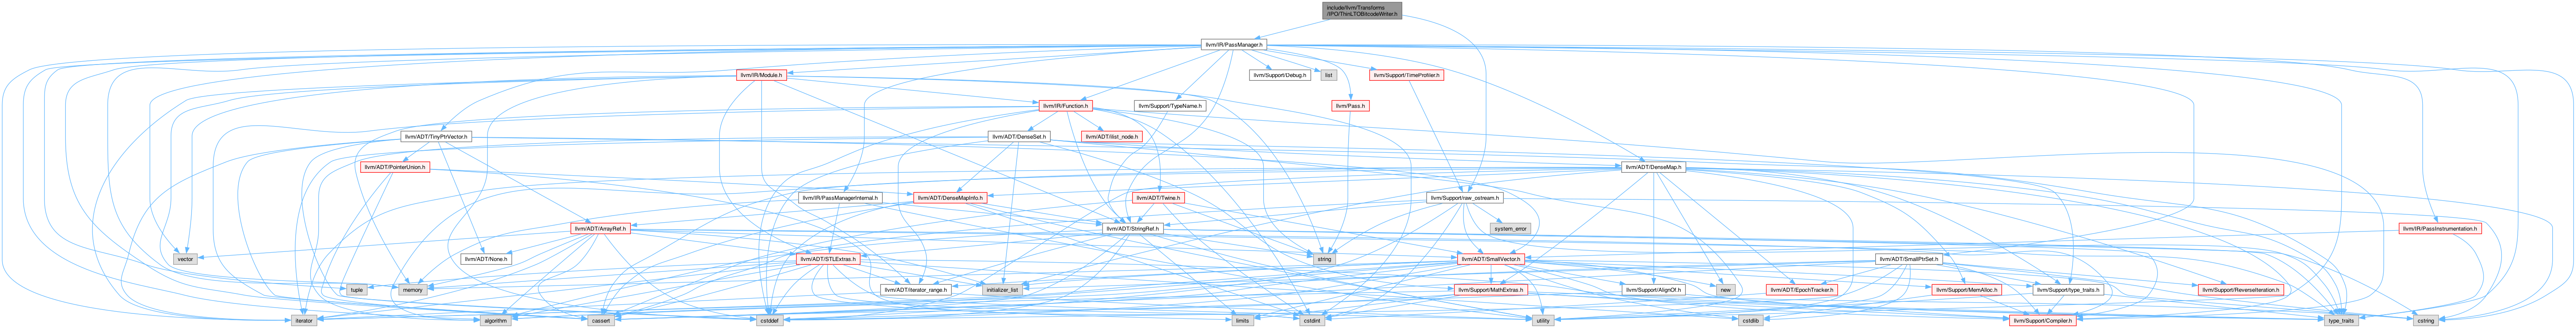 include/llvm/Transforms
/IPO/ThinLTOBitcodeWriter.h
llvm/IR/PassManager.h
llvm/IR/Module.h
llvm/Support/Debug.h
list
llvm/Support/TimeProfiler.h
llvm/IR/Function.h
llvm/Support/TypeName.h
llvm/Pass.h
llvm/ADT/TinyPtrVector.h
llvm/ADT/DenseSet.h
llvm/ADT/ilist_node.h
llvm/ADT/PointerUnion.h
llvm/ADT/DenseMap.h
llvm/IR/PassManagerInternal.h
llvm/ADT/DenseMapInfo.h
llvm/ADT/Twine.h
llvm/Support/raw_ostream.h
llvm/ADT/ArrayRef.h
llvm/ADT/StringRef.h
system_error
llvm/IR/PassInstrumentation.h
vector
llvm/ADT/None.h
llvm/ADT/STLExtras.h
string
llvm/ADT/SmallVector.h
llvm/ADT/SmallPtrSet.h
tuple
memory
llvm/ADT/iterator_range.h
initializer_list
llvm/Support/MathExtras.h
llvm/Support/AlignOf.h
new
llvm/ADT/EpochTracker.h
llvm/Support/MemAlloc.h
llvm/Support/type_traits.h
llvm/Support/ReverseIteration.h
iterator
algorithm
cassert
cstddef
limits
cstdint
utility
cstdlib
llvm/Support/Compiler.h
type_traits
cstring